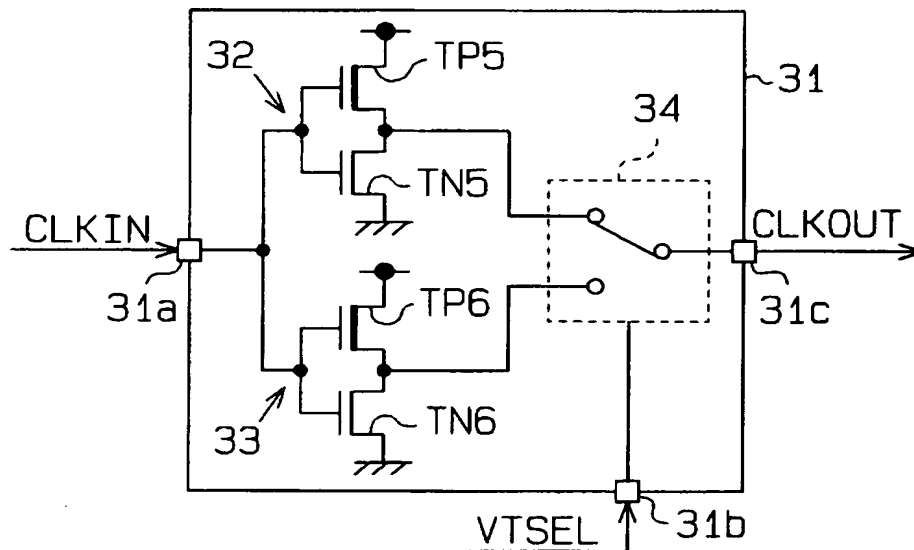 32
TP5
31
34
TN5
CLKIN
CLKOUT
31a
TP6
31c
33
TN6
VTSEL
31b